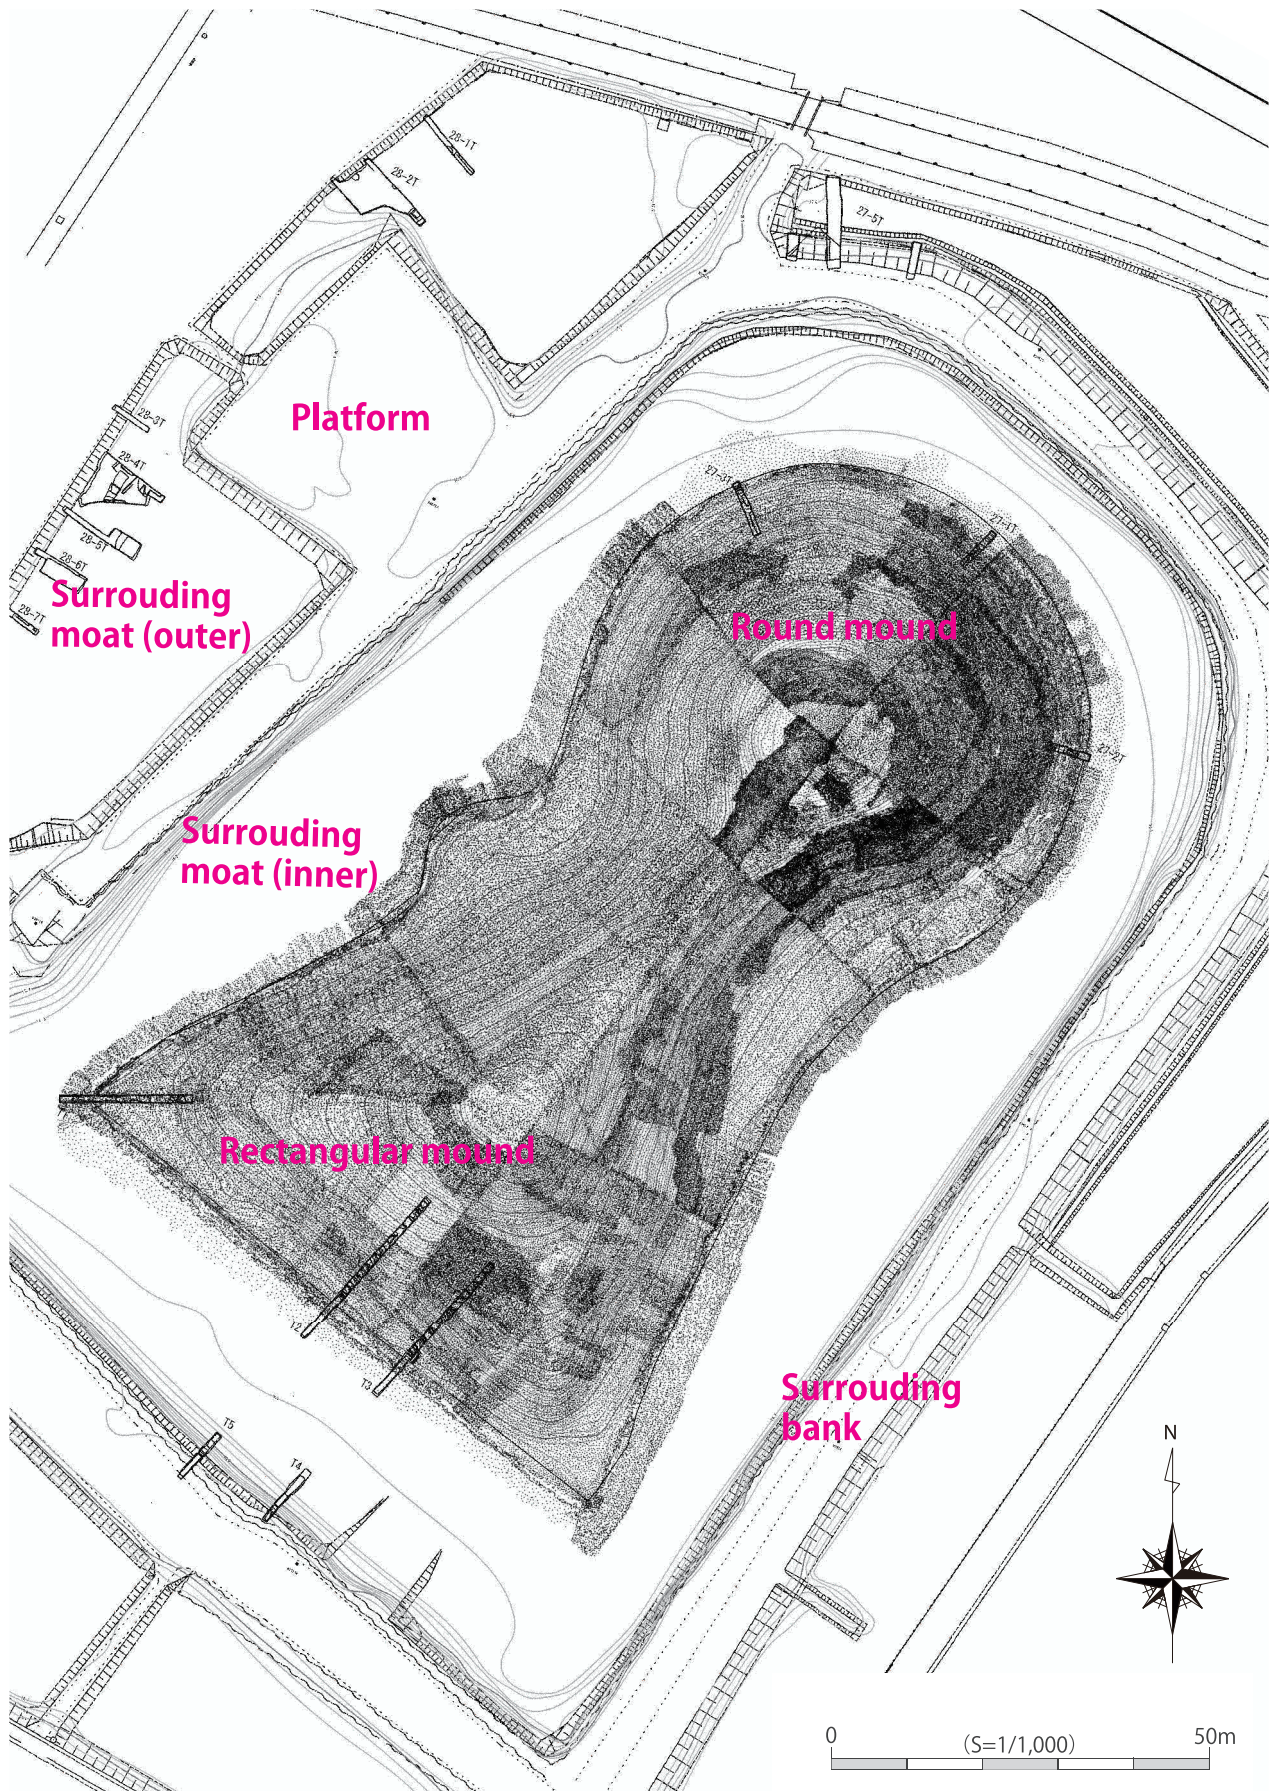 28-1T
28-2T
27-5T
Platform
28-3T
28-4T
28-5T
28-6T
28-7T
27-3T
27-1T
Surrouding
moat (outer)
Round mound
27-2T
Surrouding
moat (inner)
Rectangular mound
T2
T3
Surrouding
bank
T5
T4
N
0
(S=1/1,000)
50m